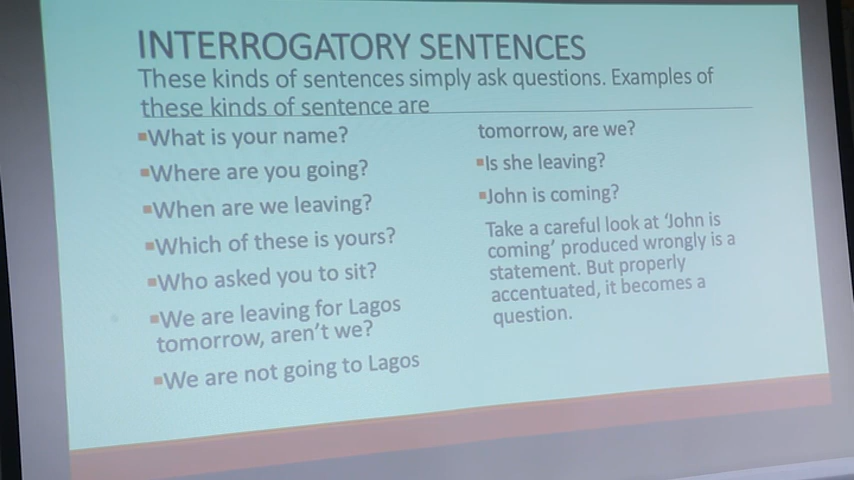 INTERROGATORY SENTENCES
These kinds of sentences simply ask questions. Examples of
these kinds of sentence are
▪What is your name?
▪Where are you going?
▪When are we leaving?
▪Which of these is yours?
▪Who asked you to sit?
▪We are leaving for Lagos
tomorrow, aren't we?
▪We are not going to Lagos
tomorrow, are we?
▪Is she leaving?
▪John is coming?
Take a careful look at 'John is
coming' produced wrongly is a
statement. But properly
accentuated, it becomes a
question.